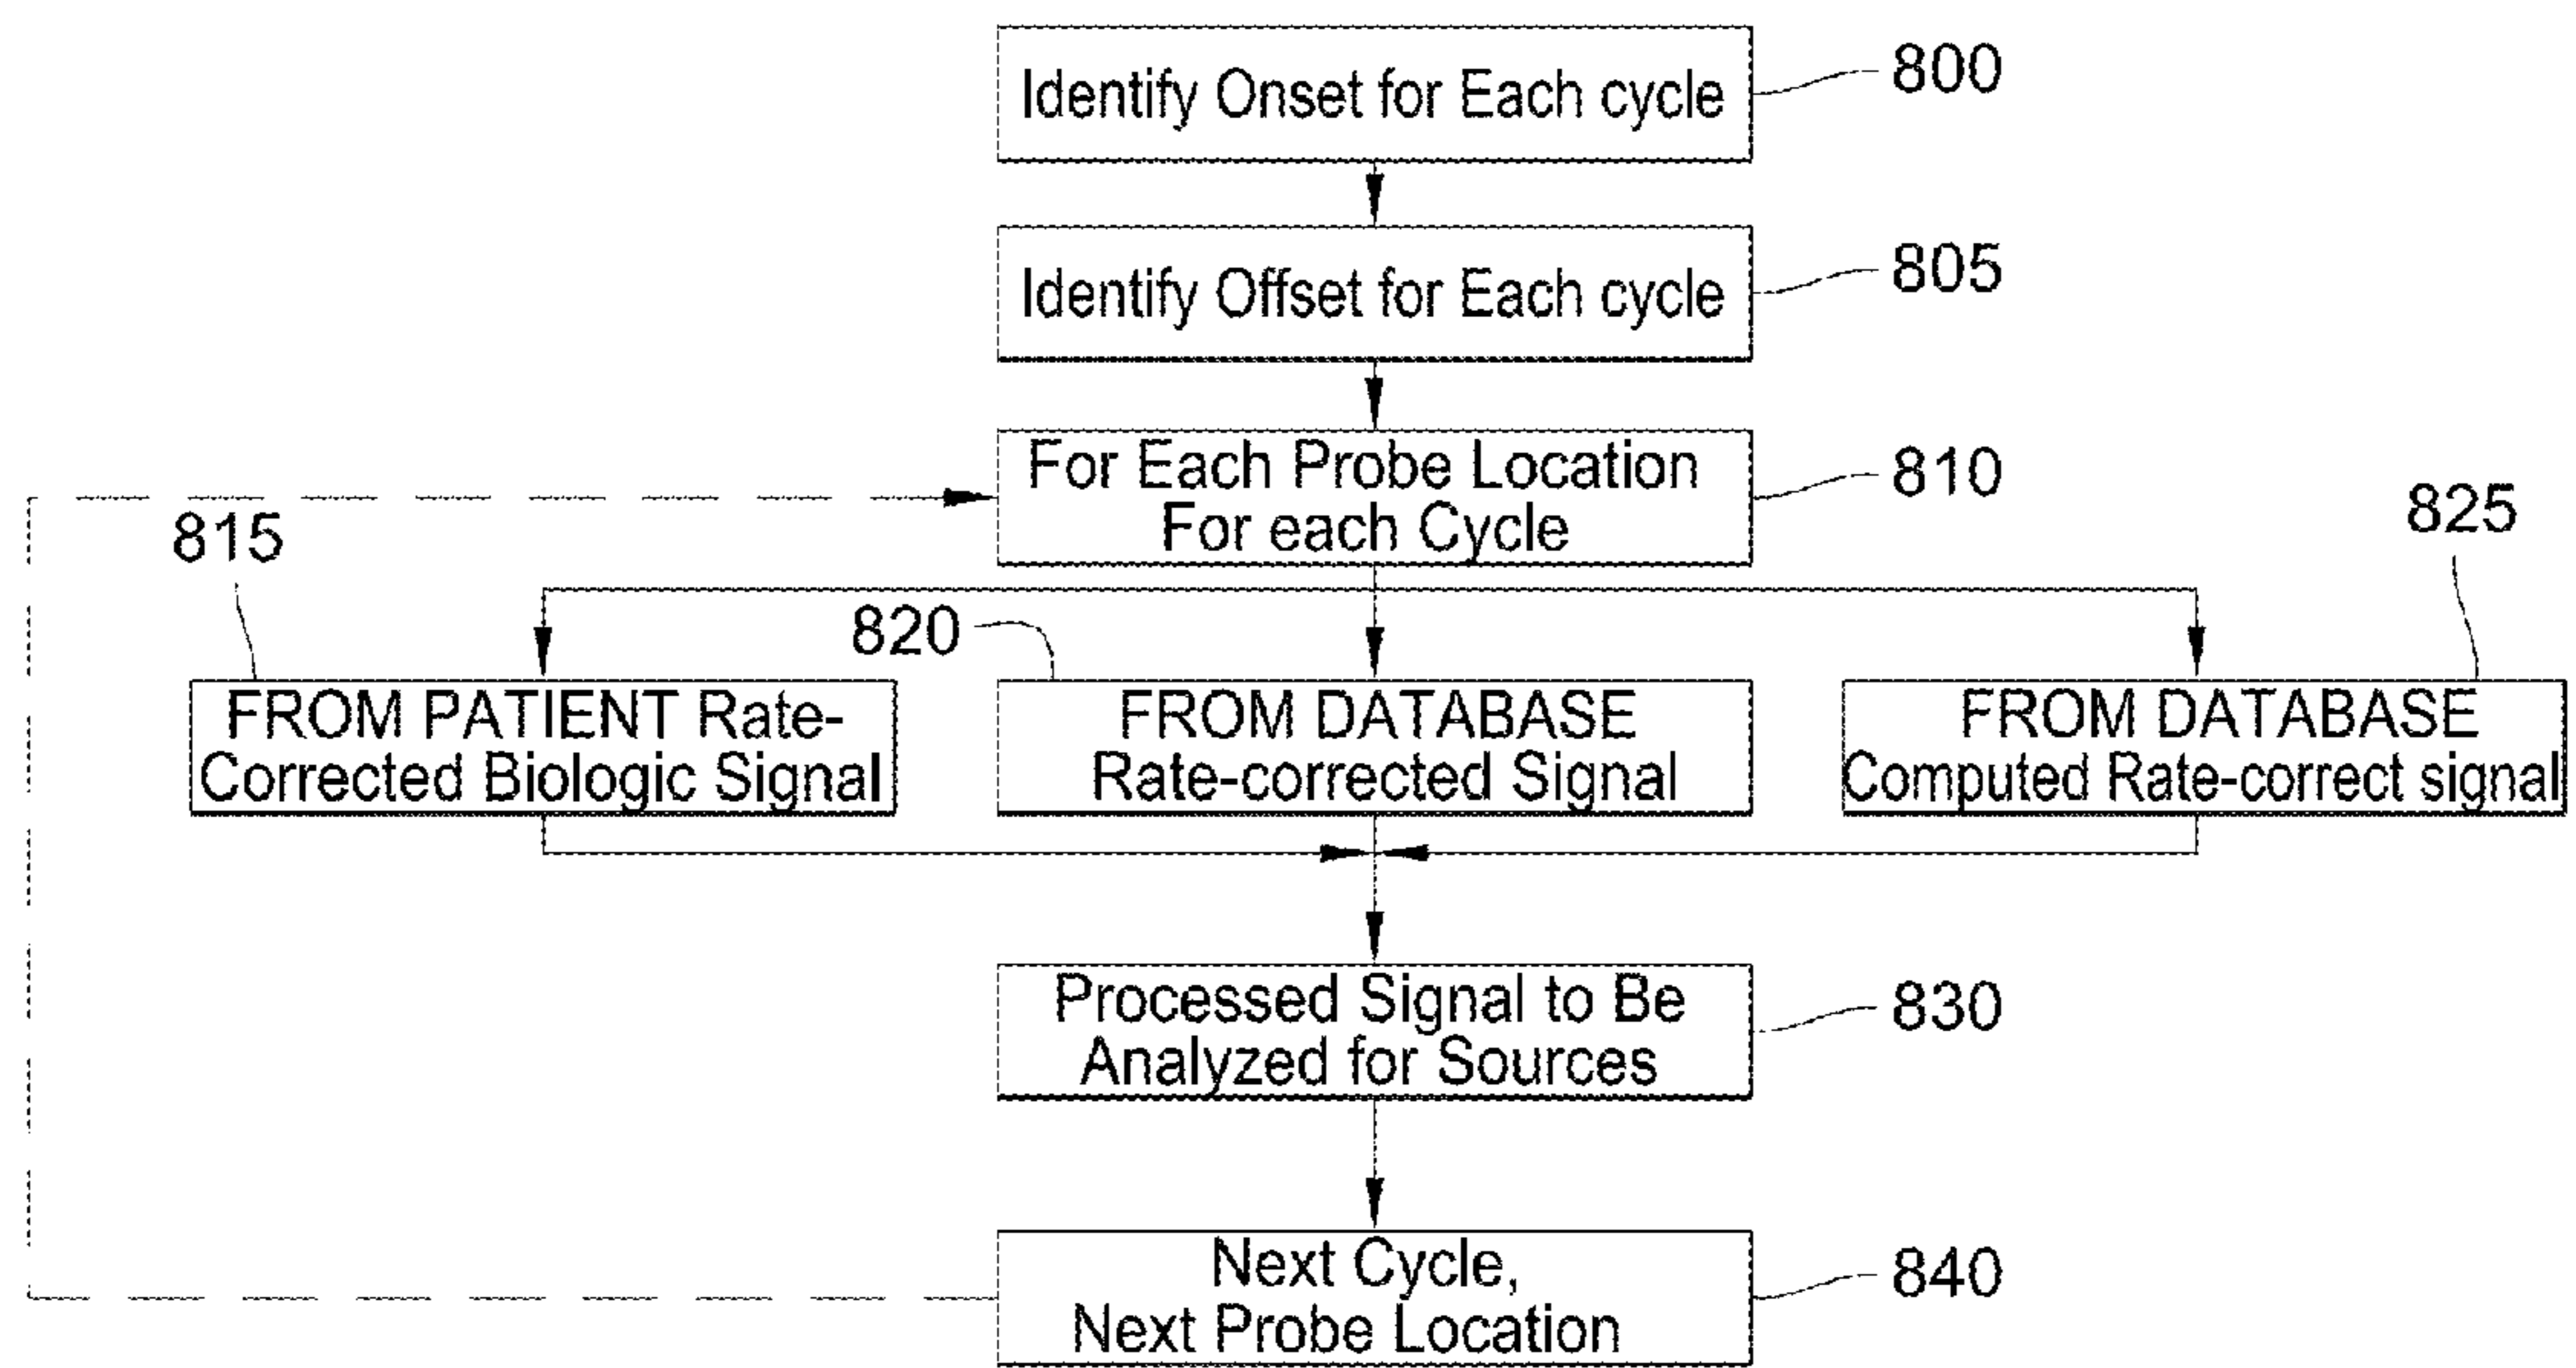 Identify Onset for Each cycle
800
Identify Offset for Each cycle
805
For Each Probe Location
For each Cycle
810
815
820
825
FROM PATIENT Rate-
Corrected Biologic Signal
FROM DATABASE
Rate-corrected Signal
FROM DATABASE
Computed Rate-correct signal
Processed Signal to Be
Analyzed for Sources
830
Next Cycle,
Next Probe Location
840